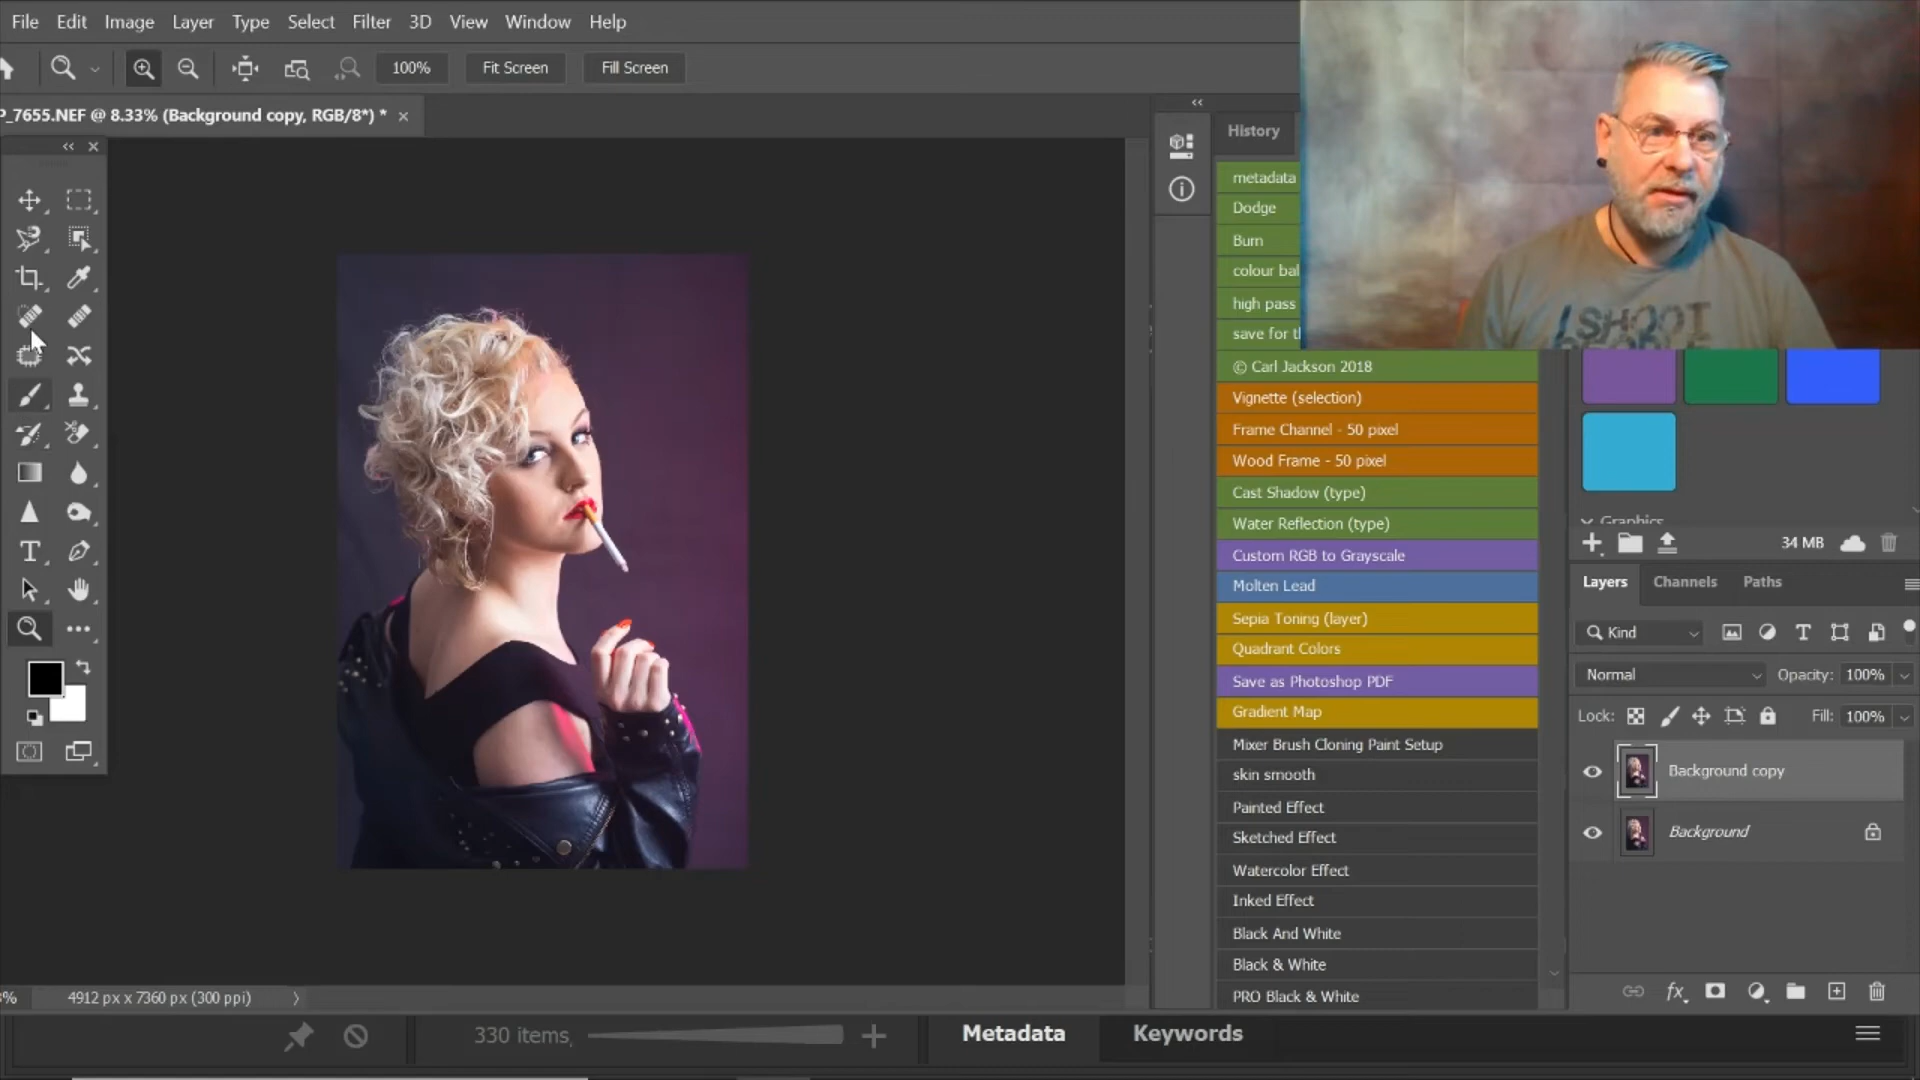 File Edit Image Layer Type Select Filter 3D View Window Help
100% Fit Screen Fill Screen
P_7655.NEF @ 8.33% (Background copy, RGB/8*) *
History
metadata
Dodge
Burn
colour bal
high pass
save for t
© Carl Jackson 2018
Vignette (selection)
Frame Channel - 50 pixel
Wood Frame - 50 pixel
Cast Shadow (type)
Water Reflection (type)
Custom RGB to Grayscale
Molten Lead
Sepia Toning (layer)
Quadrant Colors
Save as Photoshop PDF
Gradient Map
Mixer Brush Cloning Paint Setup
skin smooth
Painted Effect
Sketched Effect
Watercolor Effect
Inked Effect
Black And White
Black & White
PRO Black & White
I SHOOT
Graphics
34 MB
Layers Channels Paths
Kind
Normal Opacity: 100%
Lock: Fill: 100%
Background copy
Background
fx
% 4912 px x 7360 px (300 ppi)
330 items,
Metadata Keywords